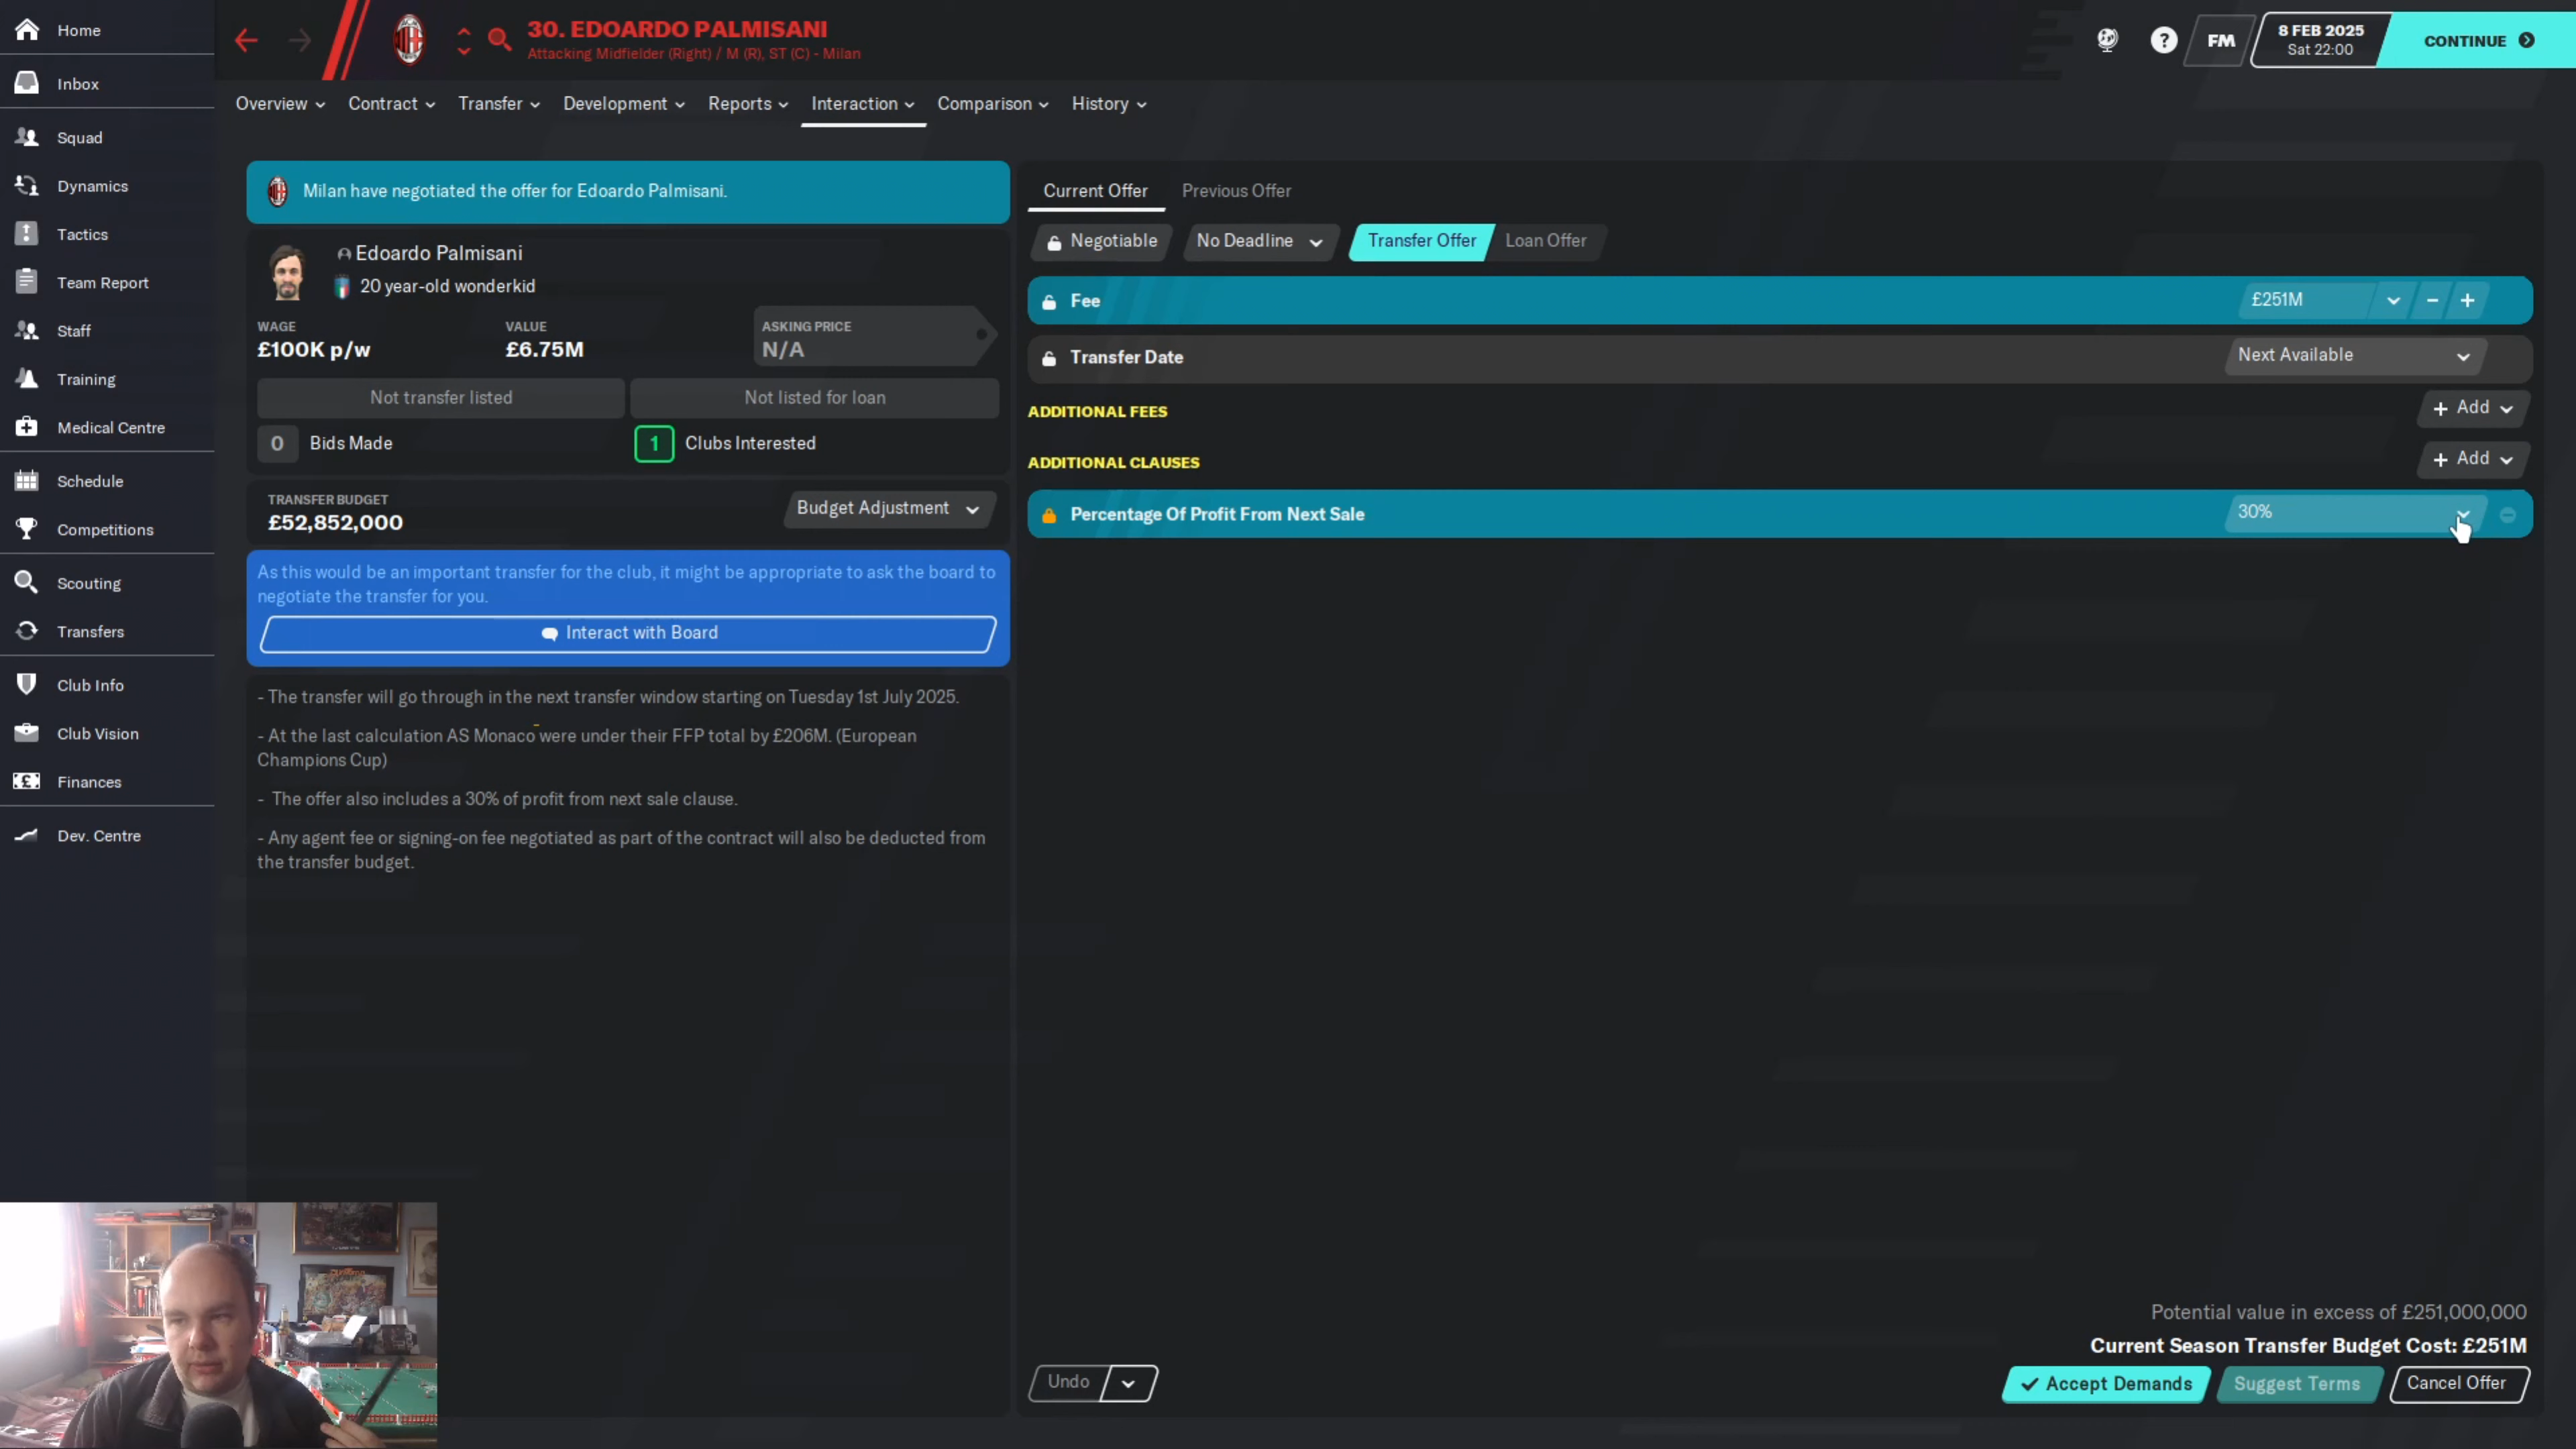 Home
Inbox
Squad
Dynamics
Tactics
Team Report
Staff
Training
Medical Centre
Schedule
Competitions
Scouting
Transfers
Club Info
Club Vision
Finances
Dev. Centre
30. EDOARDO PALMISANI
Attacking Midfielder (Right) / M (R), ST (C) - Milan
?
FM
8 FEB 2025
Sat 22:00
CONTINUE
Overview
Contract
Transfer
Development
Reports
Interaction
Comparison
History
Milan have negotiated the offer for Edoardo Palmisani.
Edoardo Palmisani
20 year-old wonderkid
WAGE
£100K p/w
VALUE
£6.75M
ASKING PRICE
N/A
Not transfer listed
Not listed for loan
0 Bids Made
1 Clubs Interested
TRANSFER BUDGET
£52,852,000
Budget Adjustment
As this would be an important transfer for the club, it might be appropriate to ask the board to
negotiate the transfer for you.
Interact with Board
- The transfer will go through in the next transfer window starting on Tuesday 1st July 2025.
- At the last calculation AS Monaco were under their FFP total by £206M. (European
Champions Cup)
- The offer also includes a 30% of profit from next sale clause.
- Any agent fee or signing-on fee negotiated as part of the contract will also be deducted from
the transfer budget.
Current Offer
Previous Offer
Negotiable
No Deadline
Transfer Offer
Loan Offer
Fee
£251M
Transfer Date
Next Available
ADDITIONAL FEES
+ Add
ADDITIONAL CLAUSES
+ Add
Percentage Of Profit From Next Sale
30%
Potential value in excess of £251,000,000
Current Season Transfer Budget Cost: £251M
Undo
Accept Demands
Suggest Terms
Cancel Offer